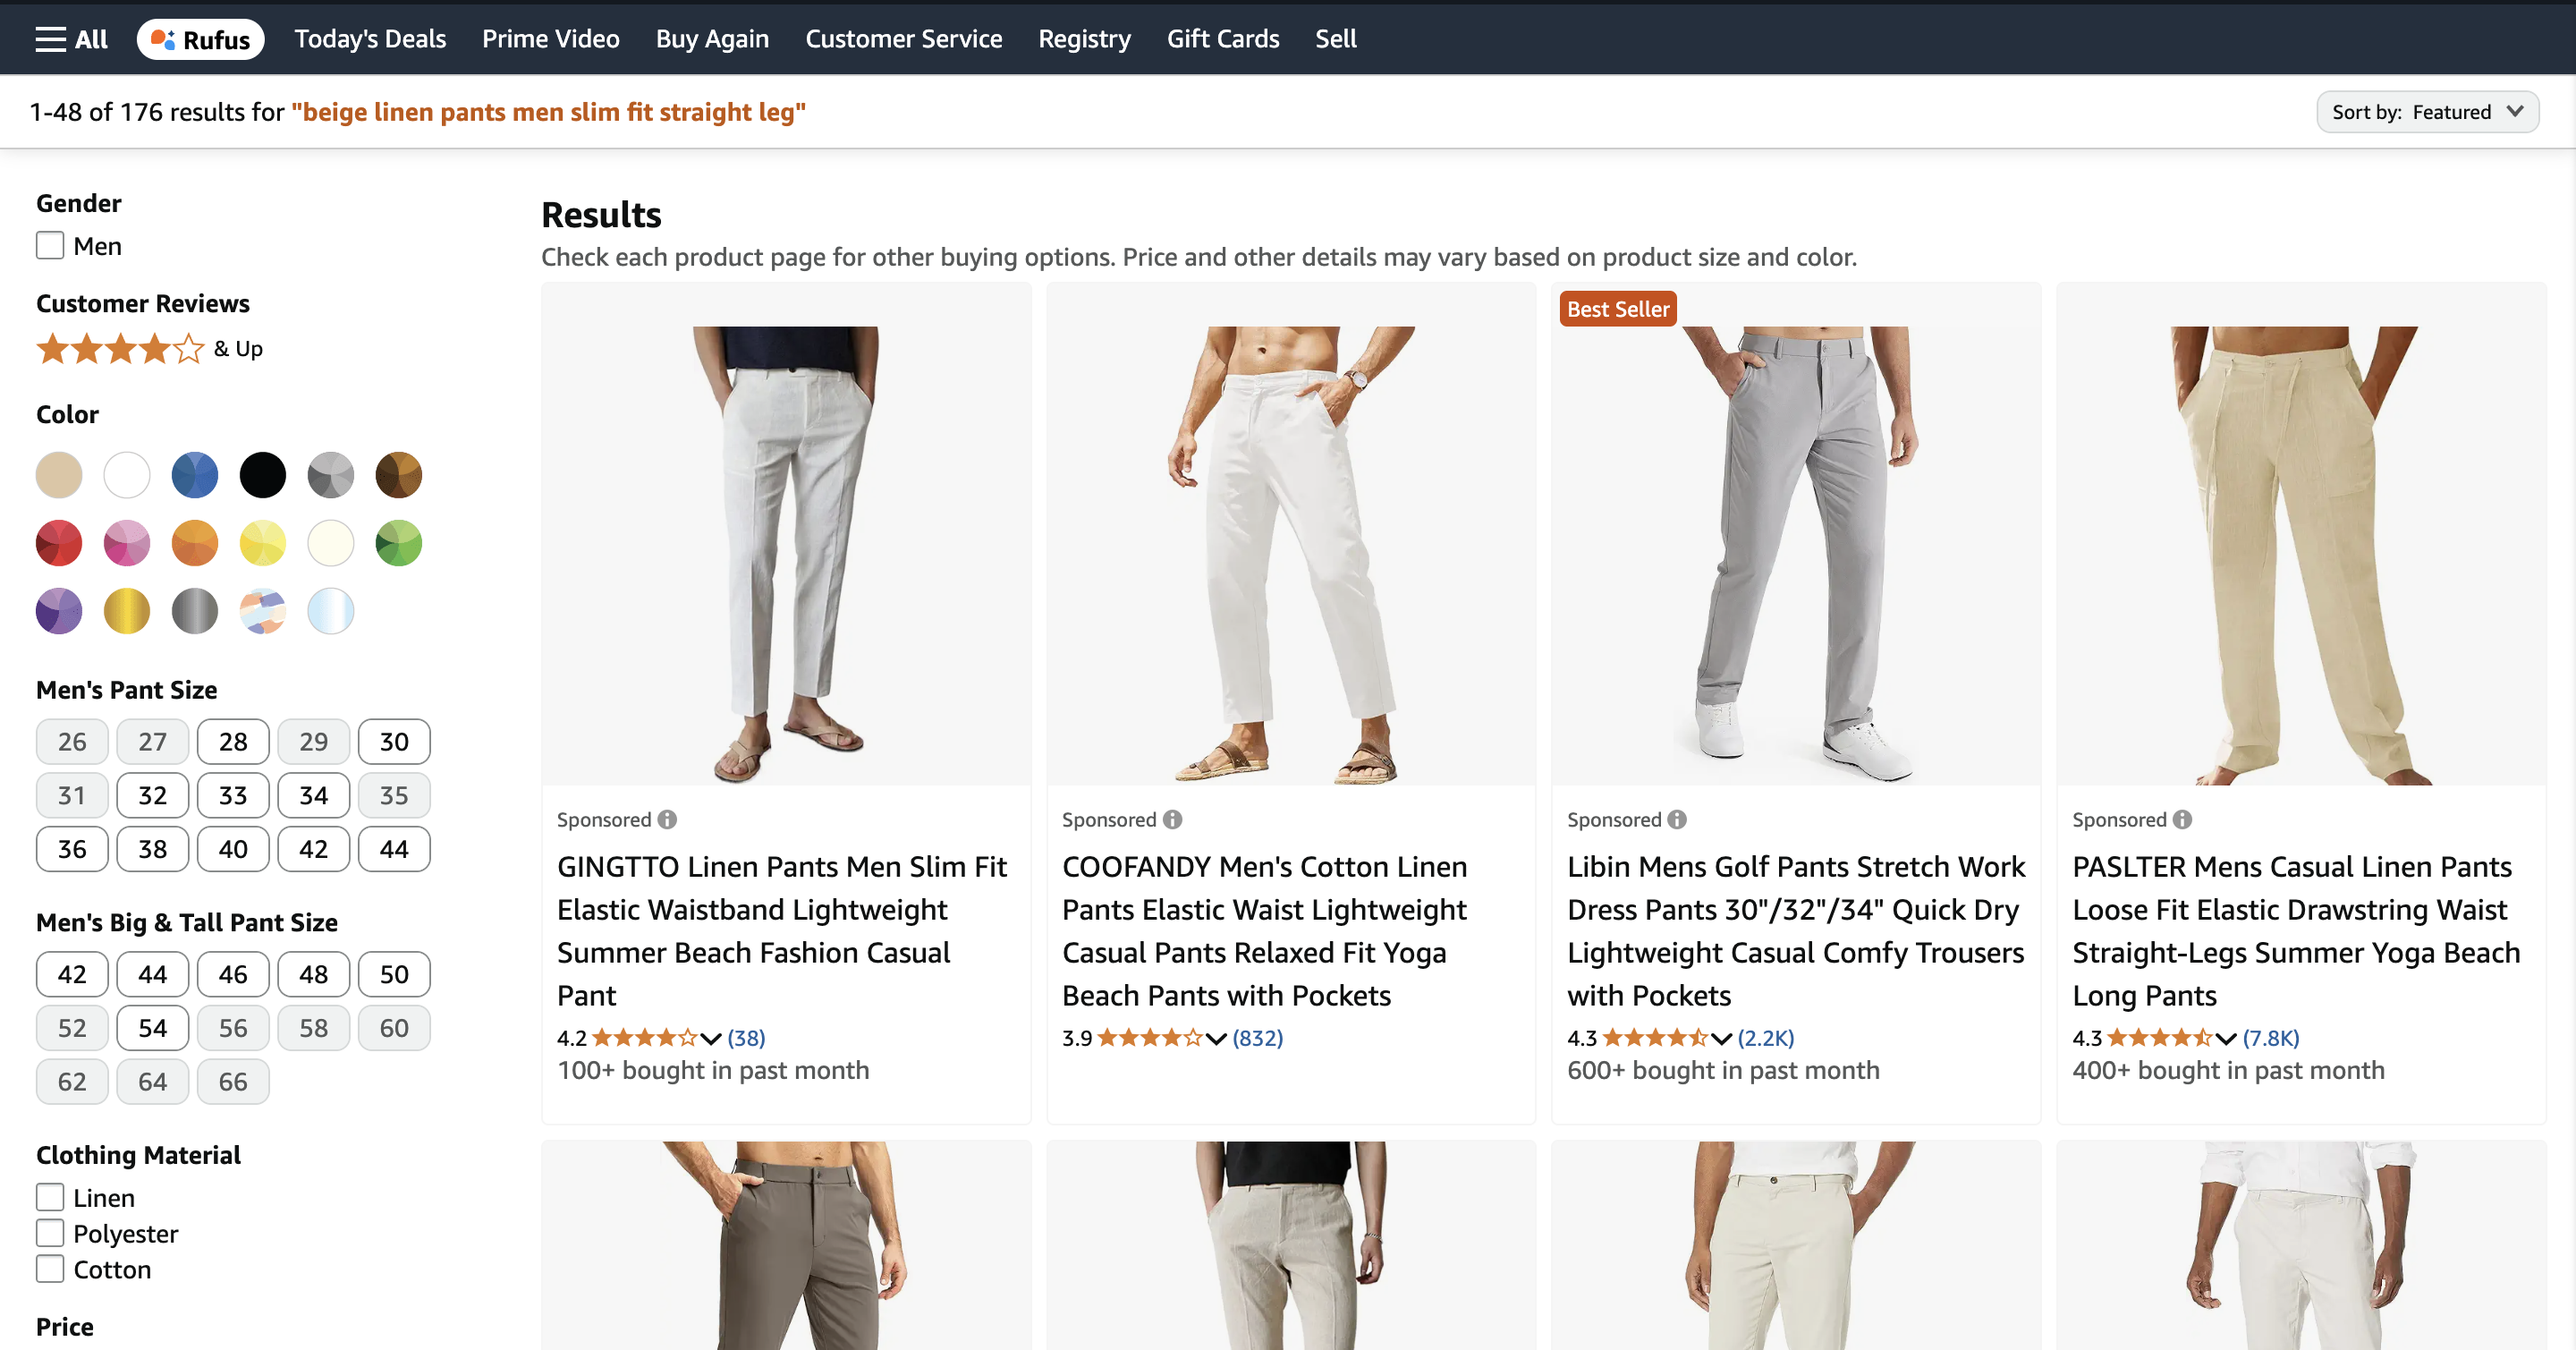 All Rufus Today's Deals Prime Video Buy Again Customer Service Registry Gift Cards Sell
1-48 of 176 results for "beige linen pants men slim fit straight leg"
Sort by: Featured
Gender
Men
Customer Reviews
& Up
Color
Men's Pant Size
26 27 28 29 30
31 32 33 34 35
36 38 40 42 44
Men's Big & Tall Pant Size
42 44 46 48 50
52 54 56 58 60
62 64 66
Clothing Material
Linen
Polyester
Cotton
Price
Results
Check each product page for other buying options. Price and other details may vary based on product size and color.
Sponsored
GINGTTO Linen Pants Men Slim Fit
Elastic Waistband Lightweight
Summer Beach Fashion Casual
Pant
4.2 (38)
100+ bought in past month
Sponsored
COOFANDY Men's Cotton Linen
Pants Elastic Waist Lightweight
Casual Pants Relaxed Fit Yoga
Beach Pants with Pockets
3.9 (832)
Best Seller
Sponsored
Libin Mens Golf Pants Stretch Work
Dress Pants 30"/32"/34" Quick Dry
Lightweight Casual Comfy Trousers
with Pockets
4.3 (2.2K)
600+ bought in past month
Sponsored
PASLTER Mens Casual Linen Pants
Loose Fit Elastic Drawstring Waist
Straight-Legs Summer Yoga Beach
Long Pants
4.3 (7.8K)
400+ bought in past month